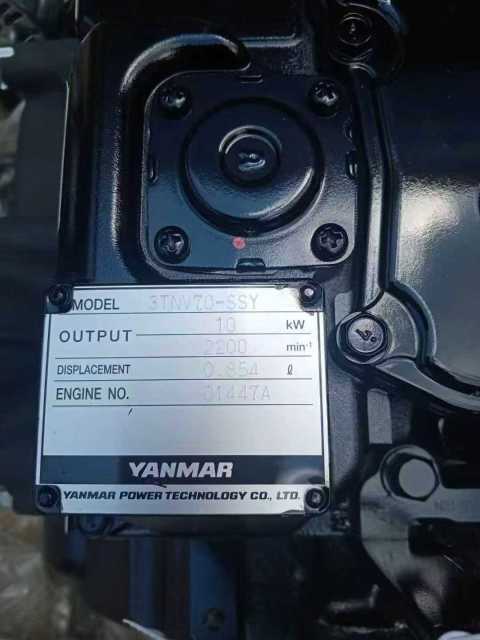 MODEL 3TNV70-SSY
OUTPUT 10 kW
2200 min⁻¹
DISPLACEMENT 0.854 ℓ
ENGINE NO. 01447A
YANMAR
YANMAR POWER TECHNOLOGY CO., LTD.